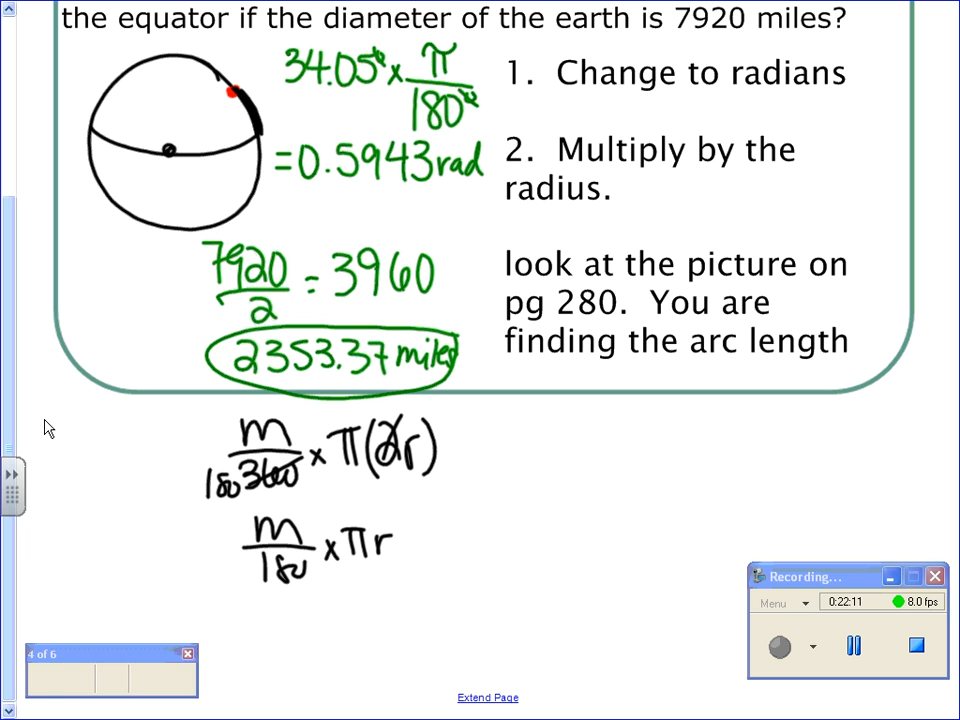 the equator if the diameter of the earth is 7920 miles?
34.05° x π/180°
= 0.5943 rad
1. Change to radians
2. Multiply by the
radius.
7920/2 = 3960
2353.37 miles
look at the picture on
pg 280. You are
finding the arc length
m/180 360 x π(2r)
m/180 x πr
Recording...
Menu
0:22:11
8.0 fps
4 of 6
Extend Page